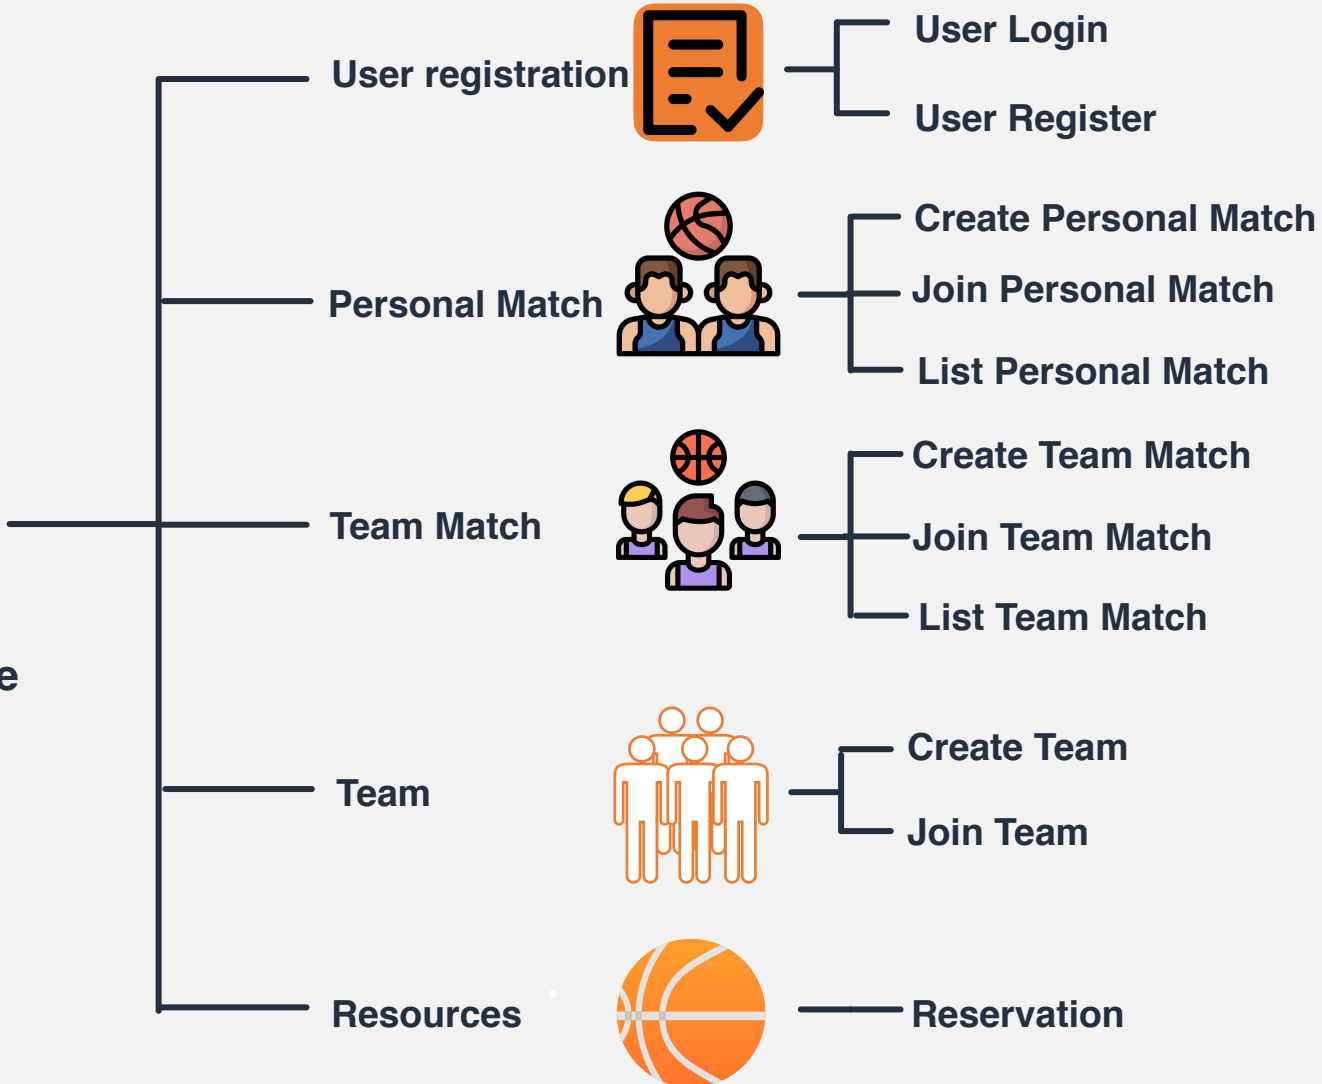 User registration
User Login
User Register
Personal Match
Create Personal Match
Join Personal Match
List Personal Match
Team Match
Create Team Match
Join Team Match
List Team Match
e
Team
Create Team
Join Team
Resources
Reservation